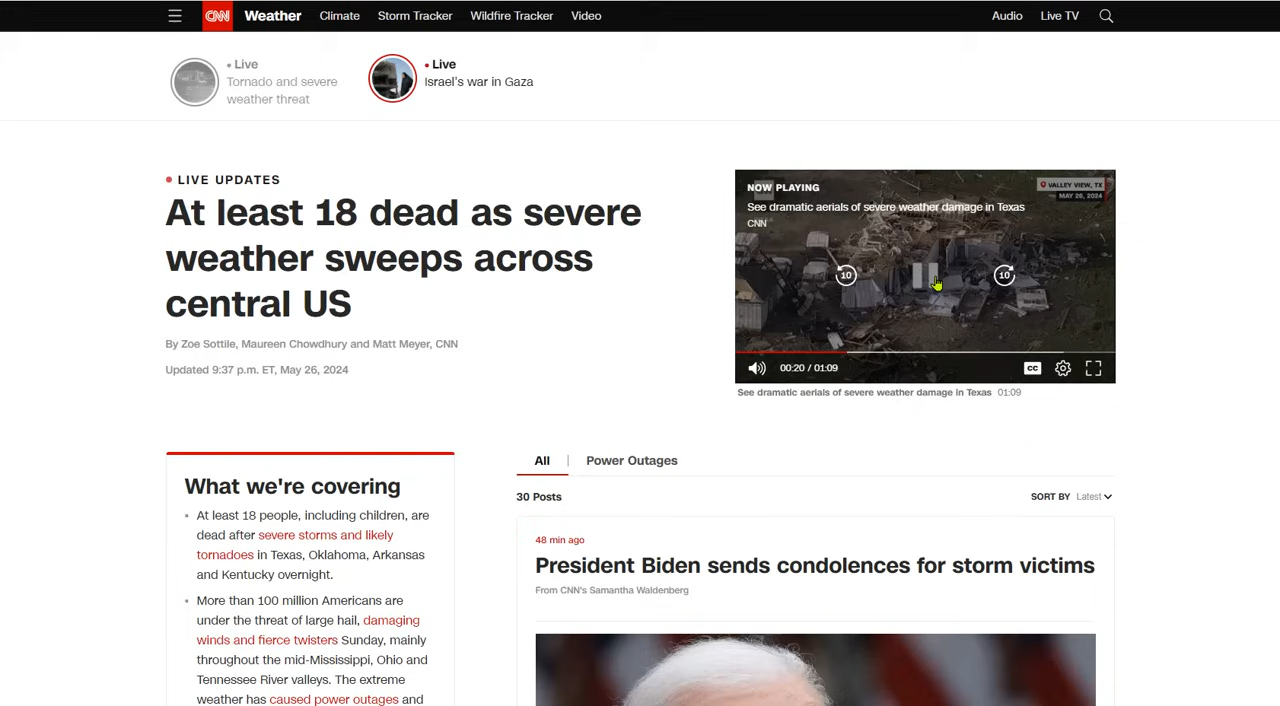 CNN Weather Climate Storm Tracker Wildfire Tracker Video Audio Live TV
• Live
Tornado and severe
weather threat
• Live
Israel's war in Gaza
• LIVE UPDATES
At least 18 dead as severe
weather sweeps across
central US
By Zoe Sottile, Maureen Chowdhury and Matt Meyer, CNN
Updated 9:37 p.m. ET, May 26, 2024
NOW PLAYING
See dramatic aerials of severe weather damage in Texas
CNN
VALLEY VIEW, TX
MAY 26, 2024
10 10
00:20 / 01:09 CC
See dramatic aerials of severe weather damage in Texas 01:09
What we're covering
• At least 18 people, including children, are
dead after severe storms and likely
tornadoes in Texas, Oklahoma, Arkansas
and Kentucky overnight.
• More than 100 million Americans are
under the threat of large hail, damaging
winds and fierce twisters Sunday, mainly
throughout the mid-Mississippi, Ohio and
Tennessee River valleys. The extreme
weather has caused power outages and
All | Power Outages
30 Posts SORT BY Latest
48 min ago
President Biden sends condolences for storm victims
From CNN's Samantha Waldenberg